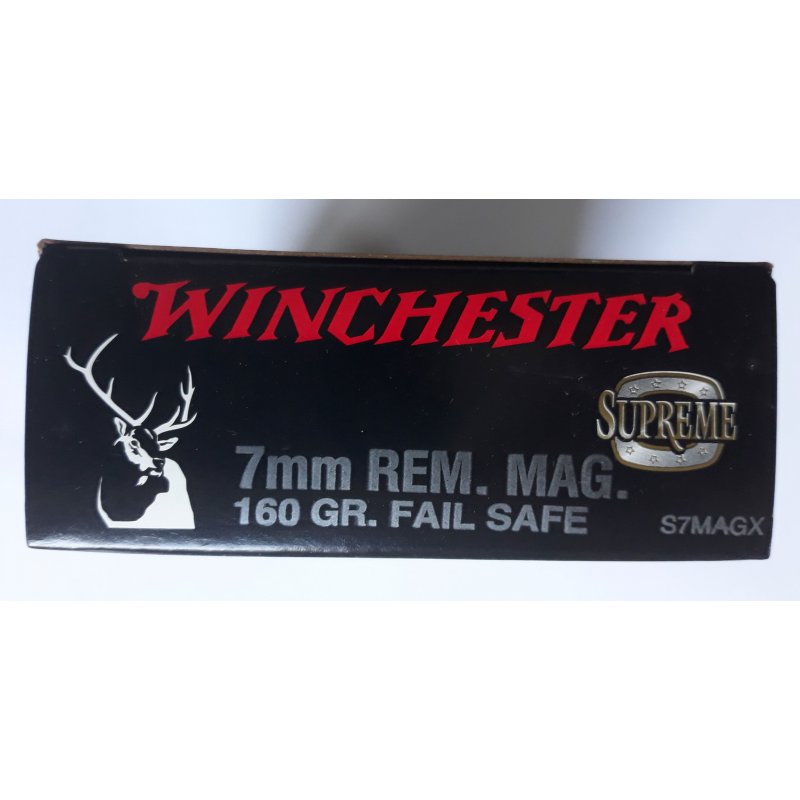 WINCHESTER
SUPREME
7mm REM. MAG.
160 GR. FAIL SAFE
S7MAGX